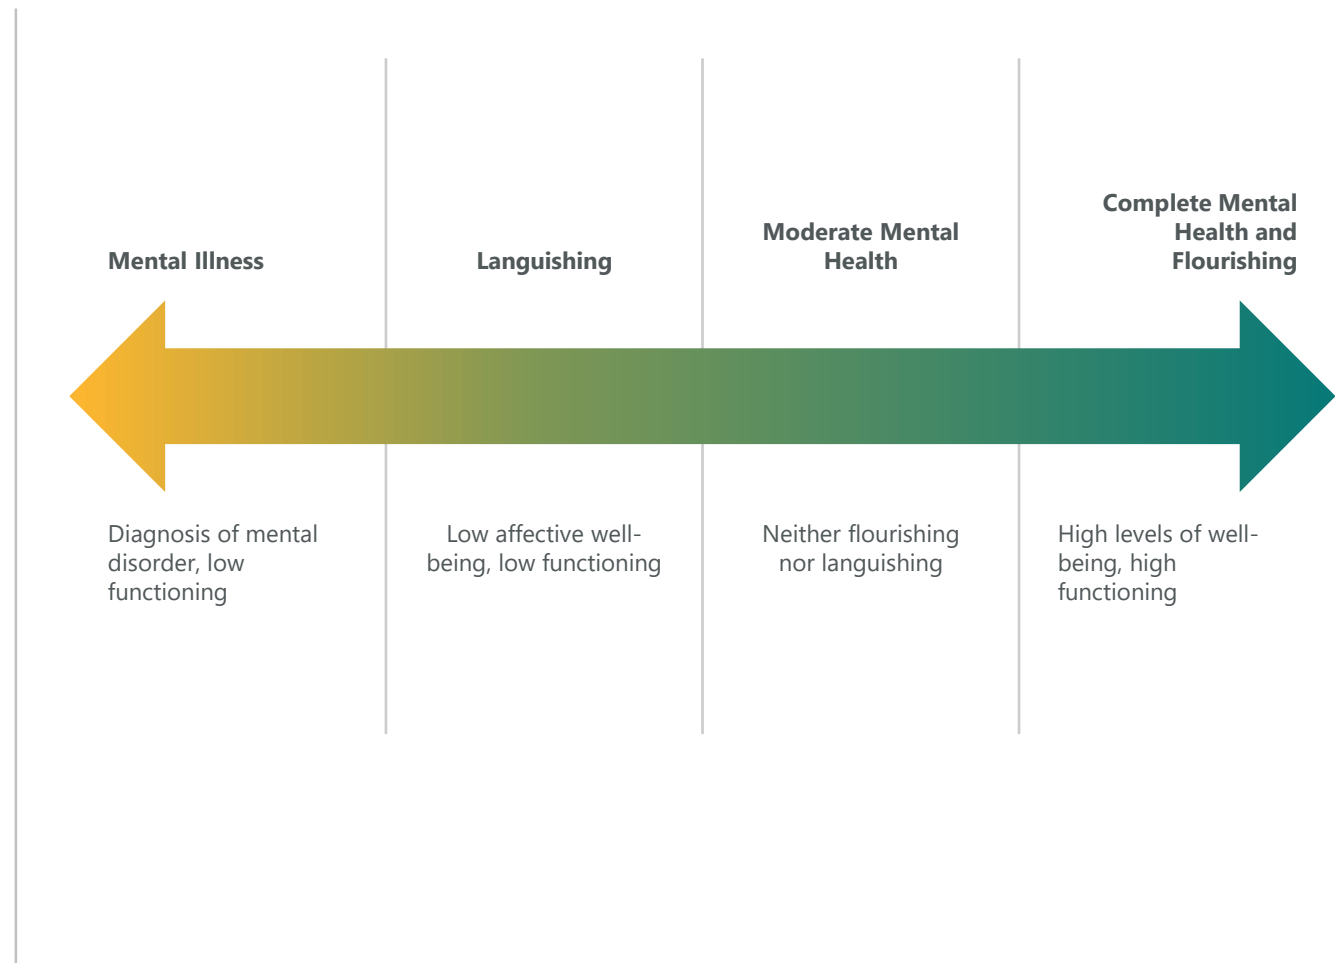 Mental Illness
Languishing
Moderate Mental
Health
Complete Mental
Health and
Flourishing
Diagnosis of mental
disorder, low
functioning
Low affective well-
being, low functioning
Neither flourishing
nor languishing
High levels of well-
being, high
functioning